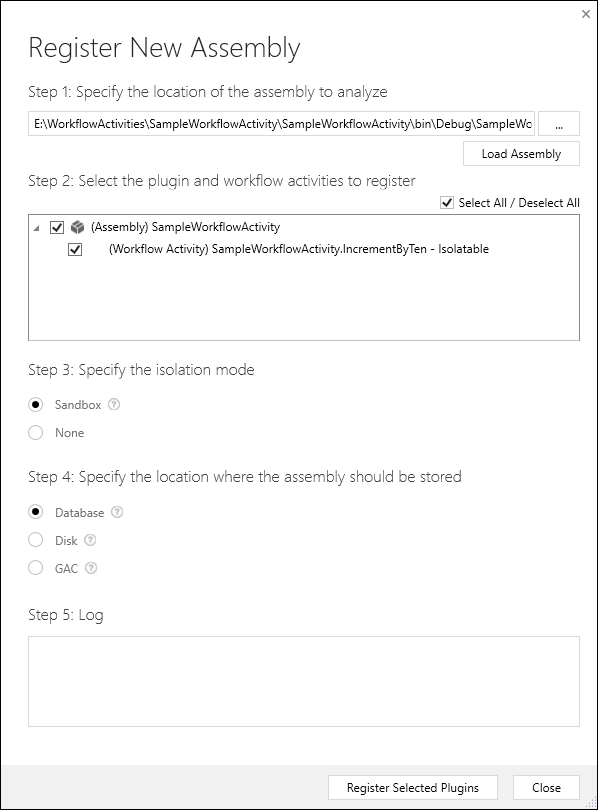 Register New Assembly
Step 1: Specify the location of the assembly to analyze
E:\WorkflowActivities\SampleWorkflowActivity\SampleWorkflowActivity\bin\Debug\SampleWo
...
Load Assembly
Step 2: Select the plugin and workflow activities to register
Select All / Deselect All
(Assembly) SampleWorkflowActivity
(Workflow Activity) SampleWorkflowActivity.IncrementByTen - Isolatable
Step 3: Specify the isolation mode
Sandbox ?
None
Step 4: Specify the location where the assembly should be stored
Database ?
Disk ?
GAC ?
Step 5: Log
Register Selected Plugins
Close